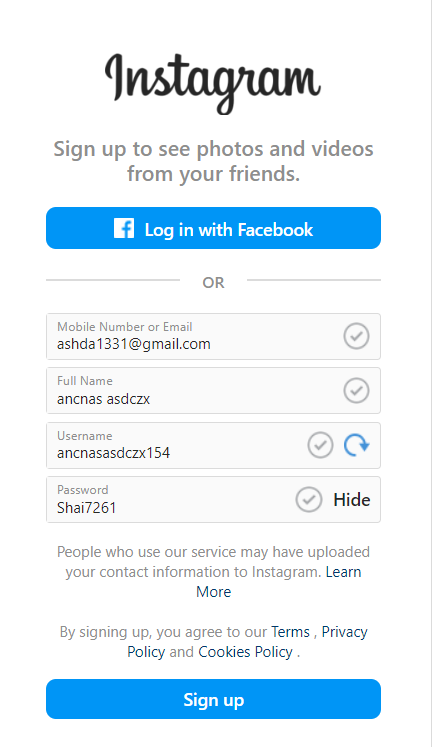 Instagram
Sign up to see photos and videos
from your friends.
Log in with Facebook
OR
Mobile Number or Email
ashda1331@gmail.com
Full Name
ancnas asdczx
Username
ancnasasdczx154
Password
Shai7261
Hide
People who use our service may have uploaded
your contact information to Instagram. Learn
More
By signing up, you agree to our Terms , Privacy
Policy and Cookies Policy .
Sign up